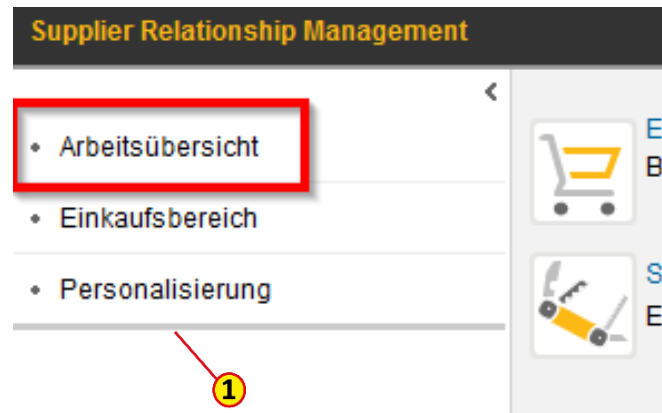 Supplier Relationship Management
Arbeitsübersicht
Einkaufsbereich
Personalisierung
E
B
S
E
1